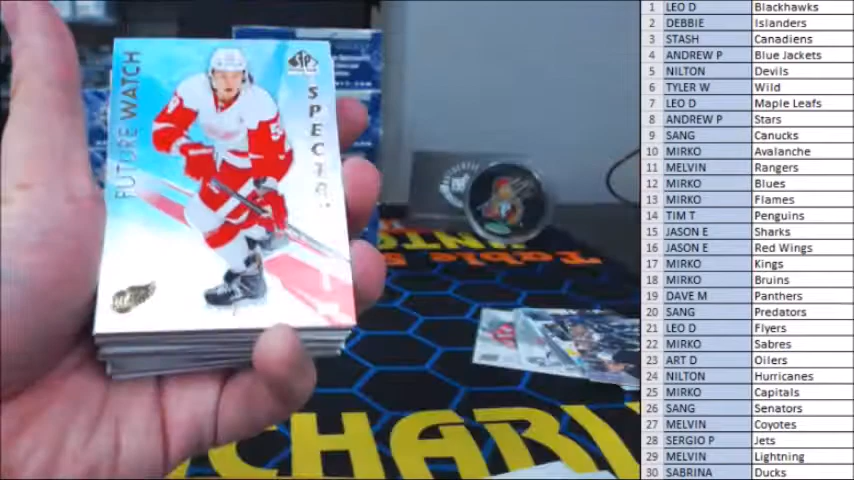 FUTURE WATCH
SP
SPECTR
Table
CHARL
1 LEO D Blackhawks
2 DEBBIE Islanders
3 STASH Canadiens
4 ANDREW P Blue Jackets
5 NILTON Devils
6 TYLER W Wild
7 LEO D Maple Leafs
8 ANDREW P Stars
9 SANG Canucks
10 MIRKO Avalanche
11 MELVIN Rangers
12 MIRKO Blues
13 MIRKO Flames
14 TIM T Penguins
15 JASON E Sharks
16 JASON E Red Wings
17 MIRKO Kings
18 MIRKO Bruins
19 DAVE M Panthers
20 SANG Predators
21 LEO D Flyers
22 MIRKO Sabres
23 ART D Oilers
24 NILTON Hurricanes
25 MIRKO Capitals
26 SANG Senators
27 MELVIN Coyotes
28 SERGIO P Jets
29 MELVIN Lightning
30 SABRINA Ducks